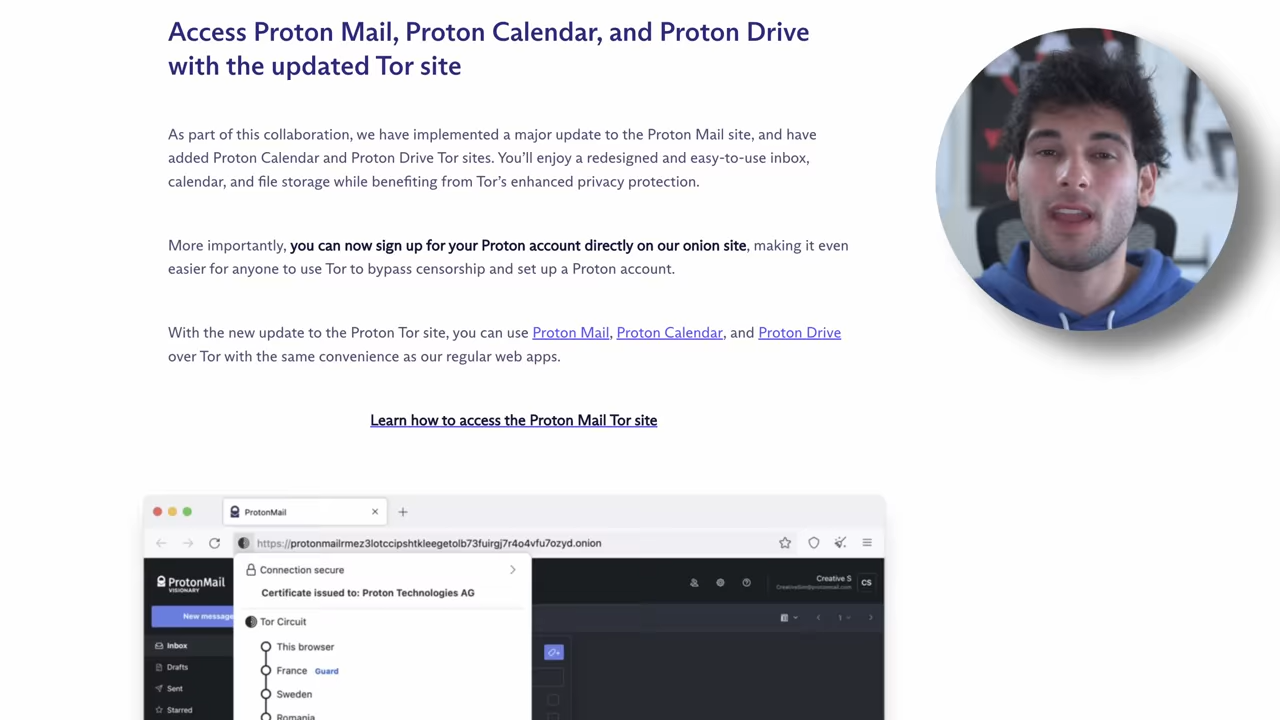 Access Proton Mail, Proton Calendar, and Proton Drive
with the updated Tor site
As part of this collaboration, we have implemented a major update to the Proton Mail site, and have
added Proton Calendar and Proton Drive Tor sites. You’ll enjoy a redesigned and easy-to-use inbox,
calendar, and file storage while benefiting from Tor’s enhanced privacy protection.
More importantly, you can now sign up for your Proton account directly on our onion site, making it even
easier for anyone to use Tor to bypass censorship and set up a Proton account.
With the new update to the Proton Tor site, you can use Proton Mail, Proton Calendar, and Proton Drive
over Tor with the same convenience as our regular web apps.
Learn how to access the Proton Mail Tor site
ProtonMail
https://protonmailrmez3lotccipshtkleegetolb73fuirgj7r4o4vfu7ozyd.onion
Connection secure
Certificate issued to: Proton Technologies AG
ProtonMail
VISIONARY
Creative S
CS
New message
Tor Circuit
Inbox
This browser
Drafts
France Guard
Sent
Sweden
Starred
Romania